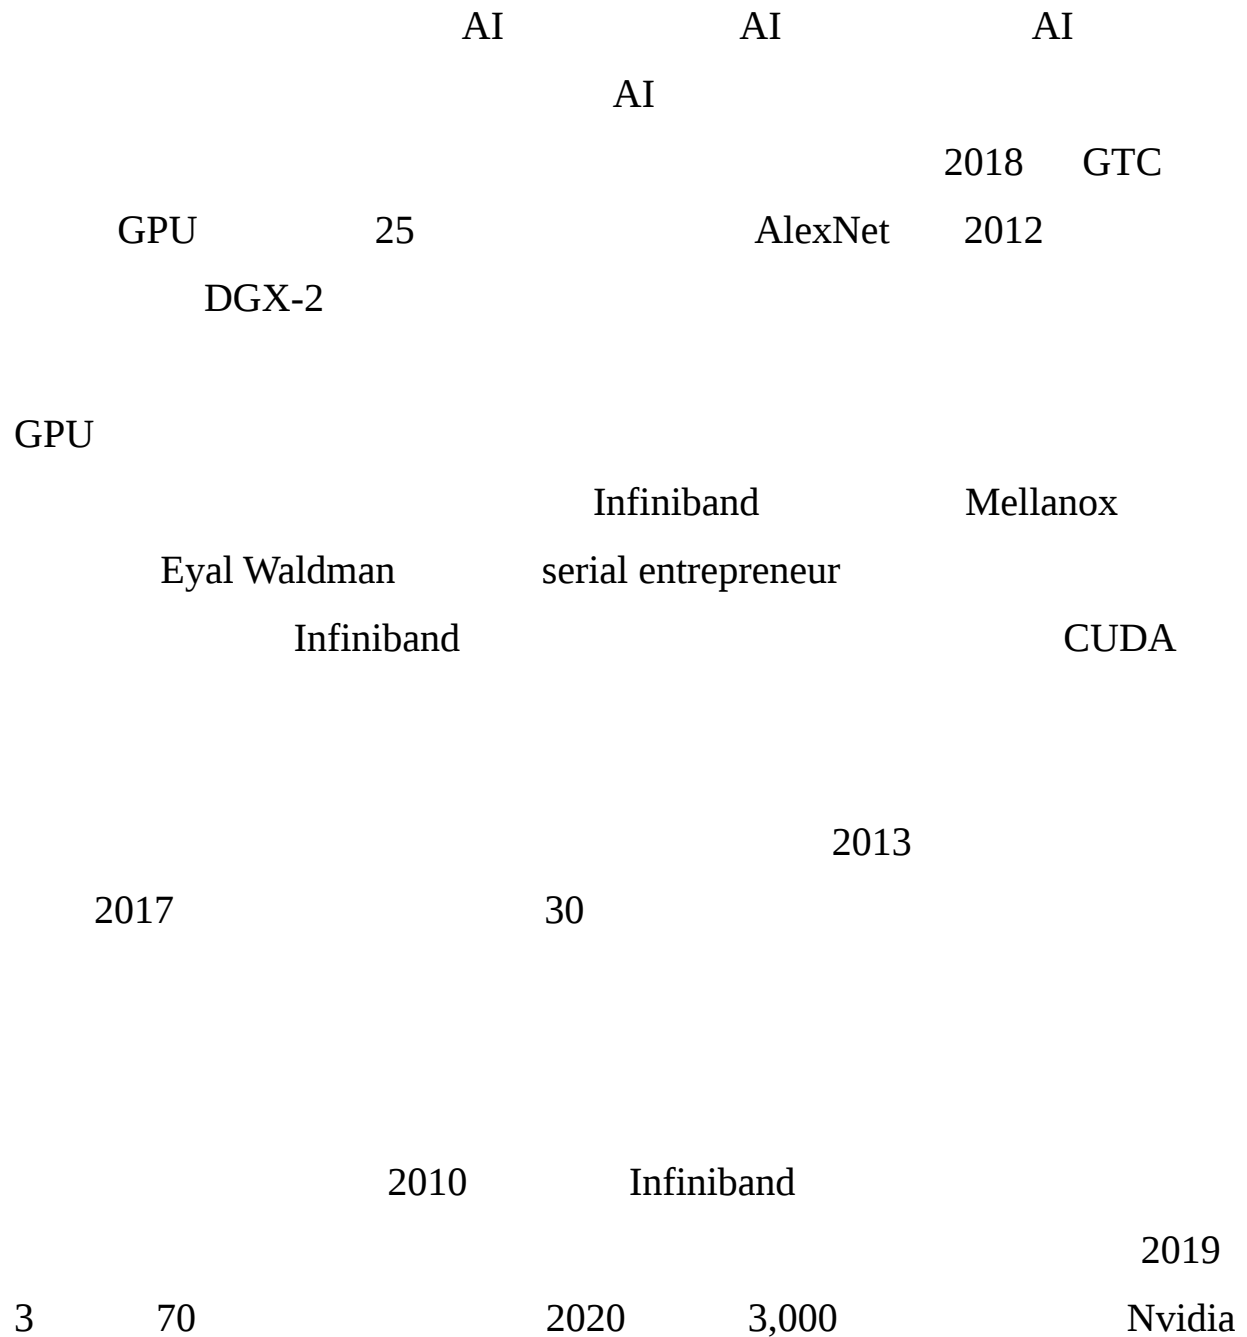 AI AI AI
AI
2018 GTC
GPU 25 AlexNet 2012
DGX-2
GPU
Infiniband Mellanox
Eyal Waldman serial entrepreneur
Infiniband CUDA
2013
2017 30
2010 Infiniband
2019
3 70 2020 3,000 Nvidia